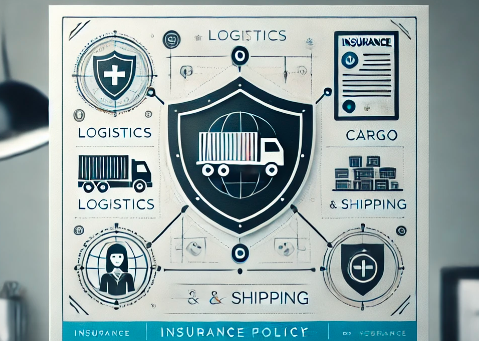 LOGISTICS
INSURANCE
LOGISTICS
CARGO
LOGISTICS
& SHIPPING
& & SHIPPING
INSURANCE
INSURANCE POLICY